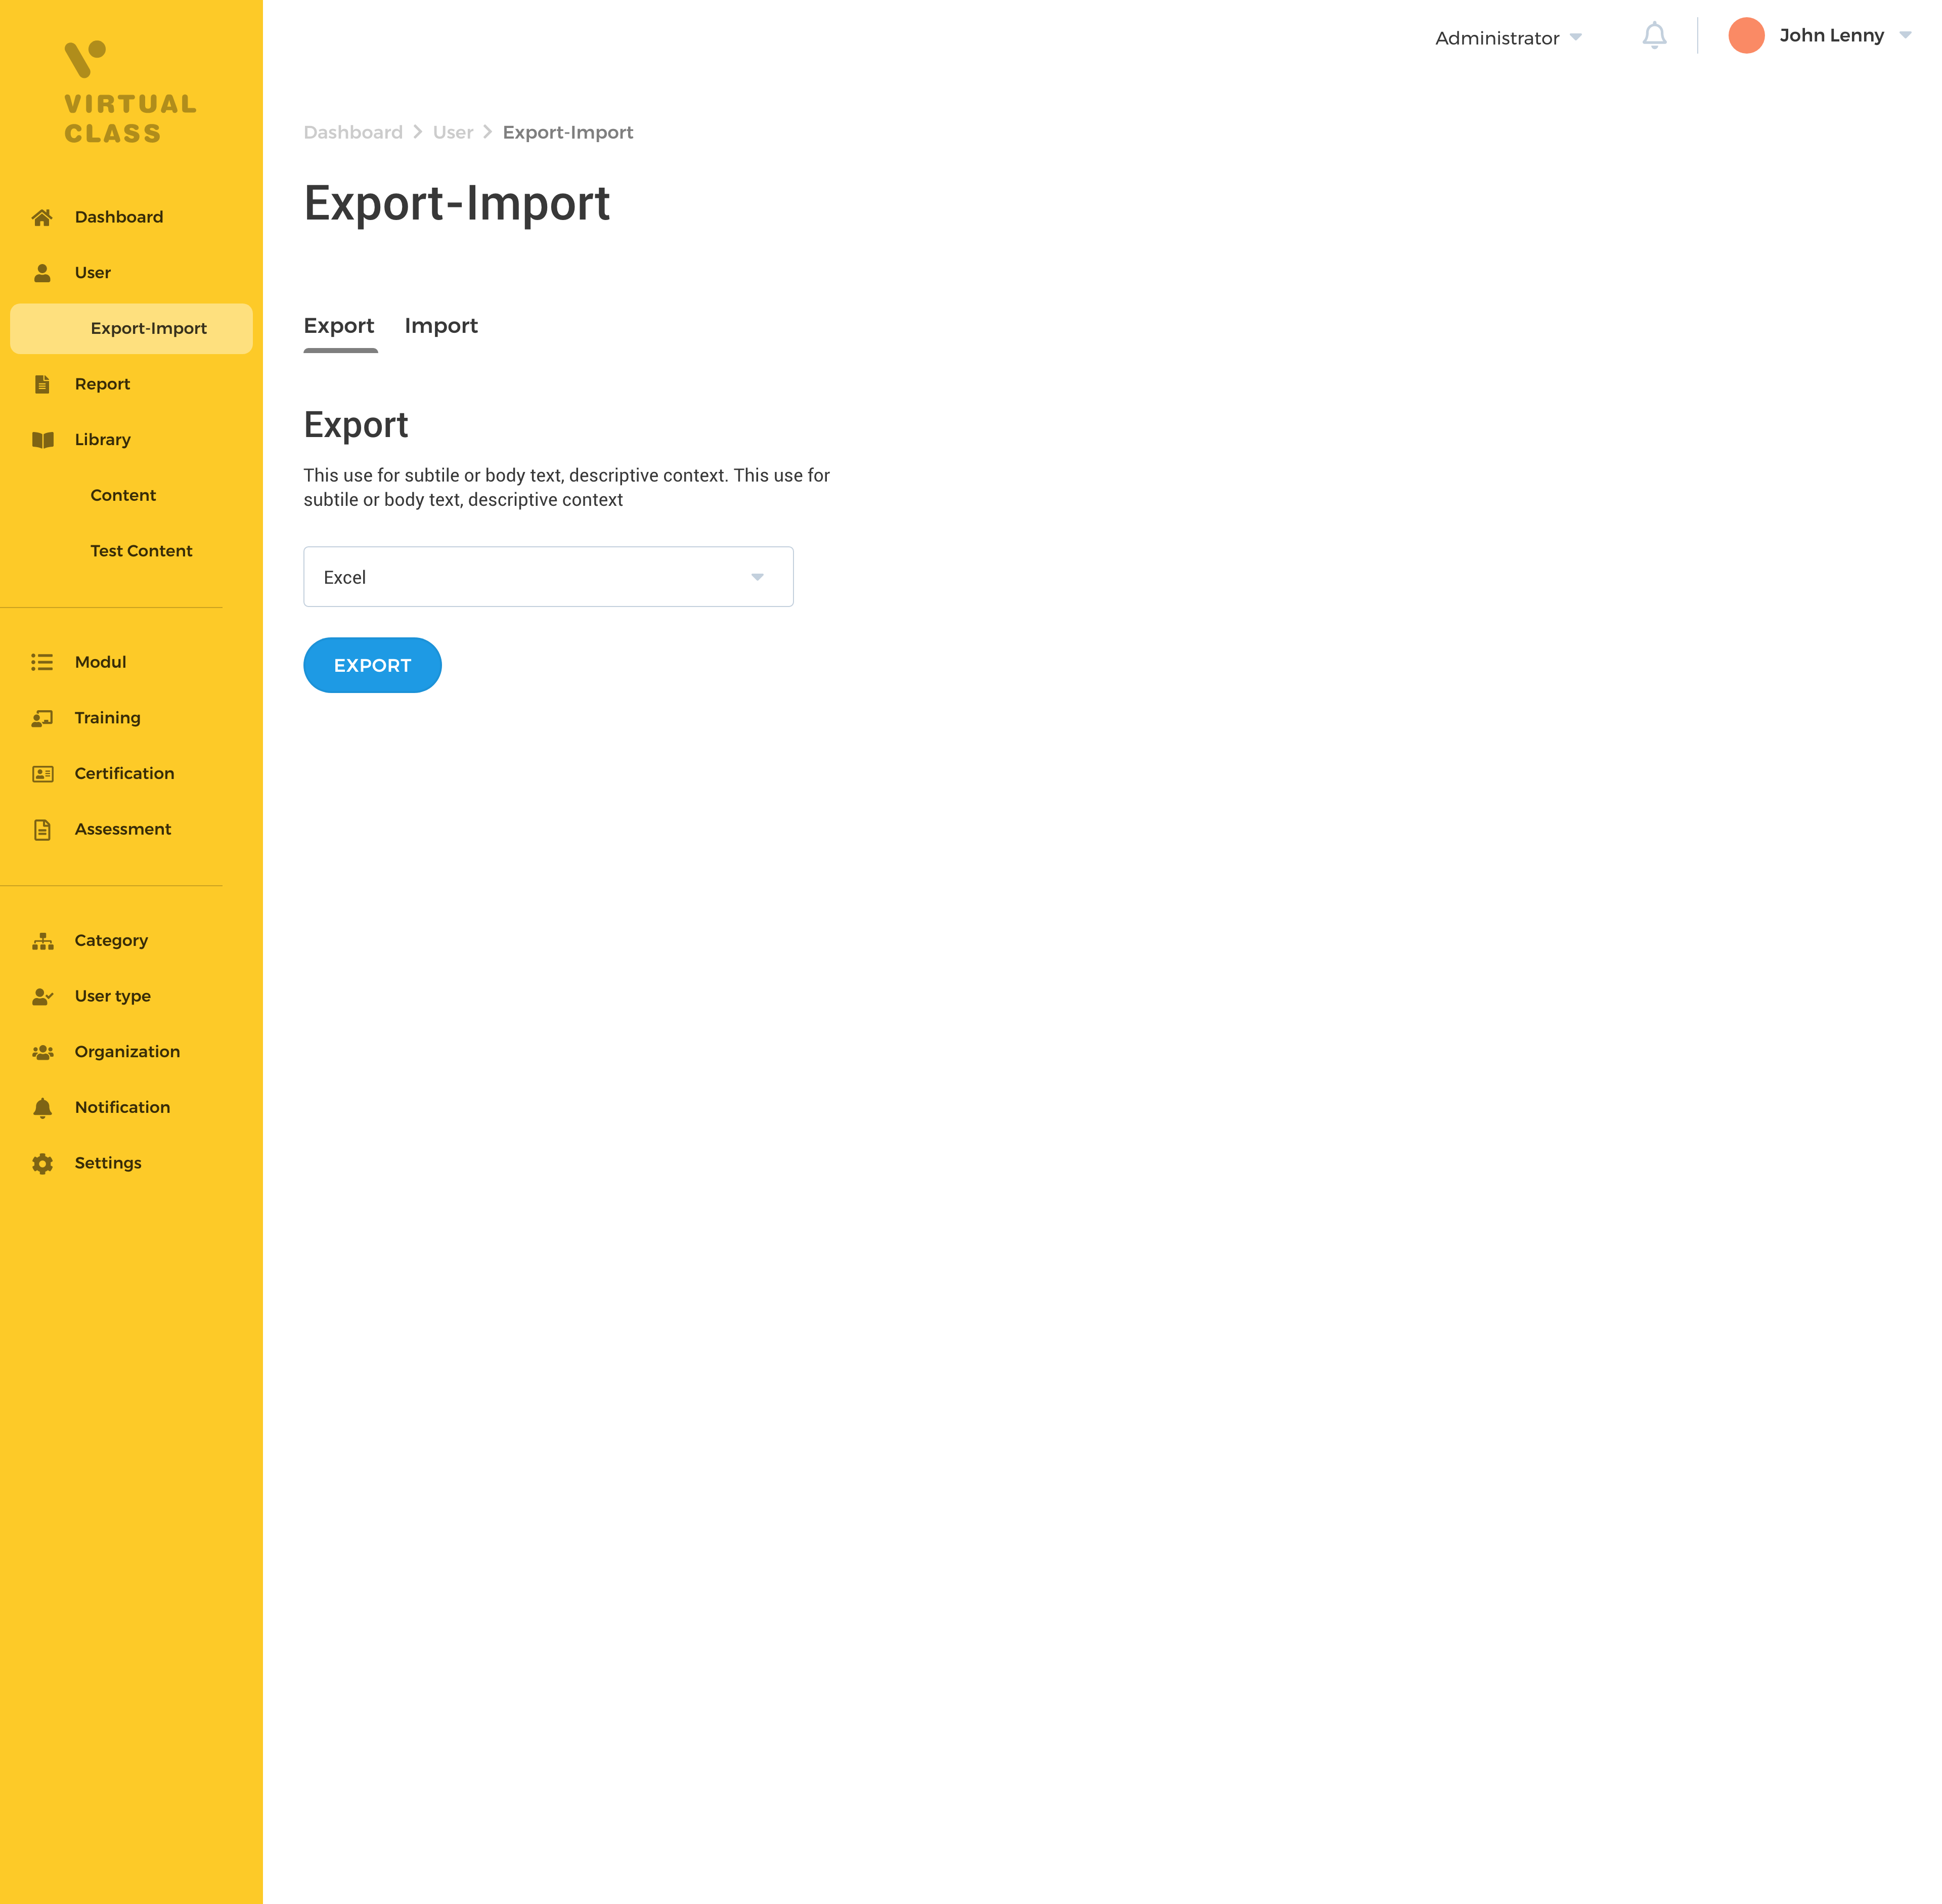 VIRTUAL
CLASS
Dashboard
User
Export-Import
Report
Library
Content
Test Content
Modul
Training
Certification
Assessment
Category
User type
Organization
Notification
Settings
Administrator
John Lenny
Dashboard User Export-Import
Export-Import
Export Import
Export
This use for subtile or body text, descriptive context. This use for
subtile or body text, descriptive context
Excel
EXPORT